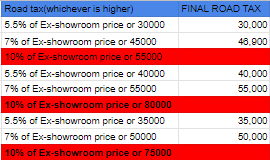 Road tax(whichever is higher) FINAL ROAD TAX
5.5% of Ex-showroom price or 30000 30,000
7% of Ex-showroom price or 45000 46,900
10% of Ex-showroom price or 55000
5.5% of Ex-showroom price or 40000 40,000
7% of Ex-showroom price or 55000 55,000
10% of Ex-showroom price or 80000
5.5% of Ex-showroom price or 35000 35,000
7% of Ex-showroom price or 50000 50,000
10% of Ex-showroom price or 75000